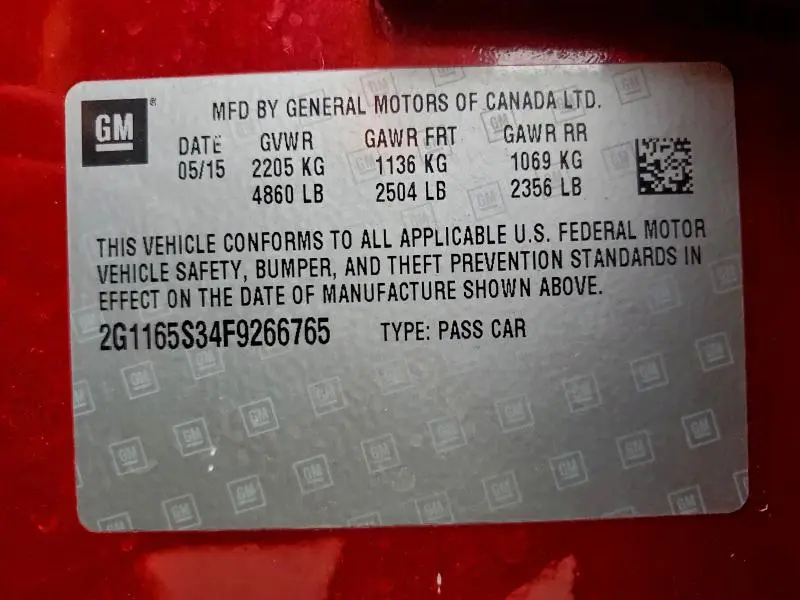 GM ®
MFD BY GENERAL MOTORS OF CANADA LTD.
DATE GVWR GAWR FRT GAWR RR
05/15 2205 KG 1136 KG 1069 KG
4860 LB 2504 LB 2356 LB
THIS VEHICLE CONFORMS TO ALL APPLICABLE U.S. FEDERAL MOTOR
VEHICLE SAFETY, BUMPER, AND THEFT PREVENTION STANDARDS IN
EFFECT ON THE DATE OF MANUFACTURE SHOWN ABOVE.
2G1165S34F9266765 TYPE: PASS CAR